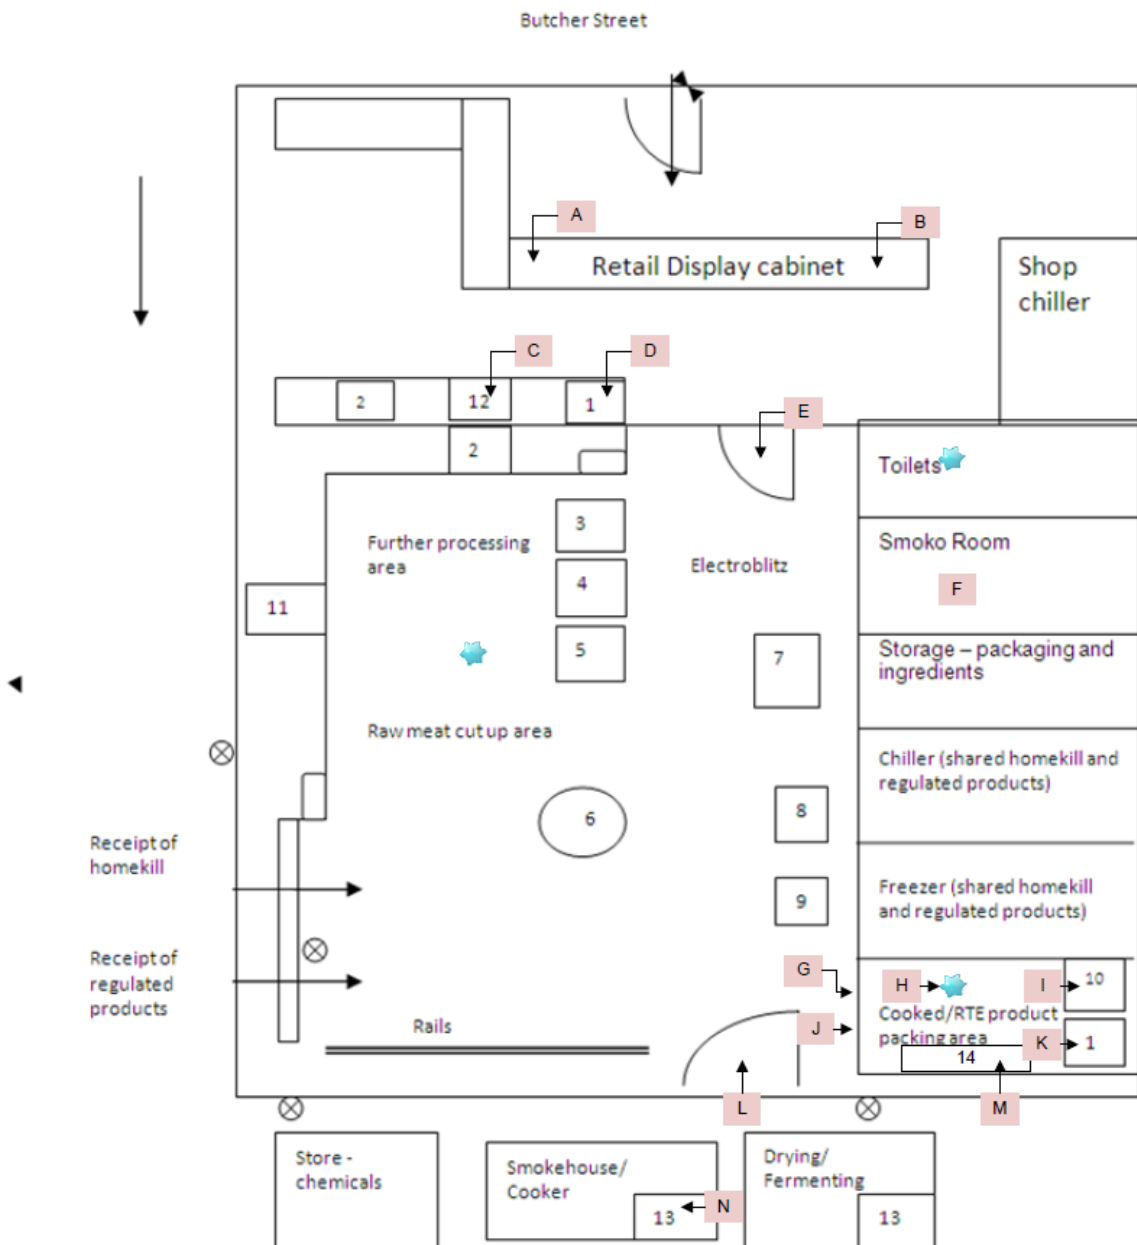 Butcher Street
A
B
Retail Display cabinet
Shop
chiller
C
D
2
12
1
E
2
Toilets
3
Further processing
area
Smoko Room
Electroblitz
4
F
11
5
7
Storage – packaging and
ingredients
Raw meat cut up area
Chiller (shared homekill and
regulated products)
6
8
Receipt of
homekill
9
Freezer (shared homekill
and regulated products)
Receipt of
regulated
products
G
H
I
10
Rails
J
Cooked/RTE product
packing area
K
1
14
L
M
Store -
chemicals
Smokehouse/
Cooker
Drying/
Fermenting
13
N
13